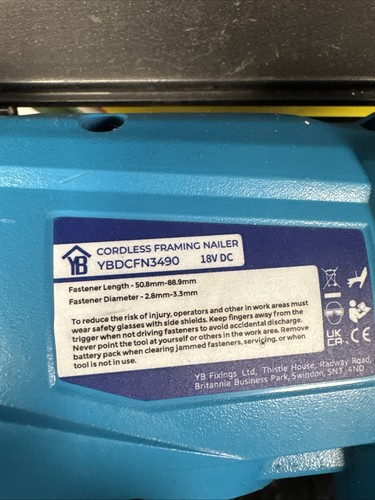 YB
CORDLESS FRAMING NAILER
YBDCFN3490 18V DC
Fastener Length - 50.8mm-88.9mm
Fastener Diameter - 2.8mm-3.3mm
To reduce the risk of injury, operators and other in work areas must
wear safety glasses with side shields. Keep fingers away from the
trigger when not driving fasteners to avoid accidental discharge.
Never point the tool at yourself or others in the work area. Remove
battery pack when clearing jammed fasteners, servicing, or when
tool is not in use.
UK
CA
CE
YB Fixings Ltd, Thistle House, Radway Road,
Britannia Business Park, Swindon, SN3 4ND